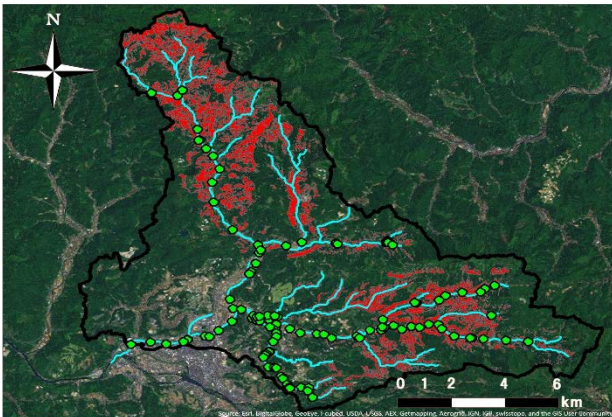 N
0 1 2 4 6
km
Source: Esri, DigitalGlobe, GeoEye, i-cubed, USDA, USGS, AEX, Getmapping, Aerogrid, IGN, IGP, swisstopo, and the GIS User Community